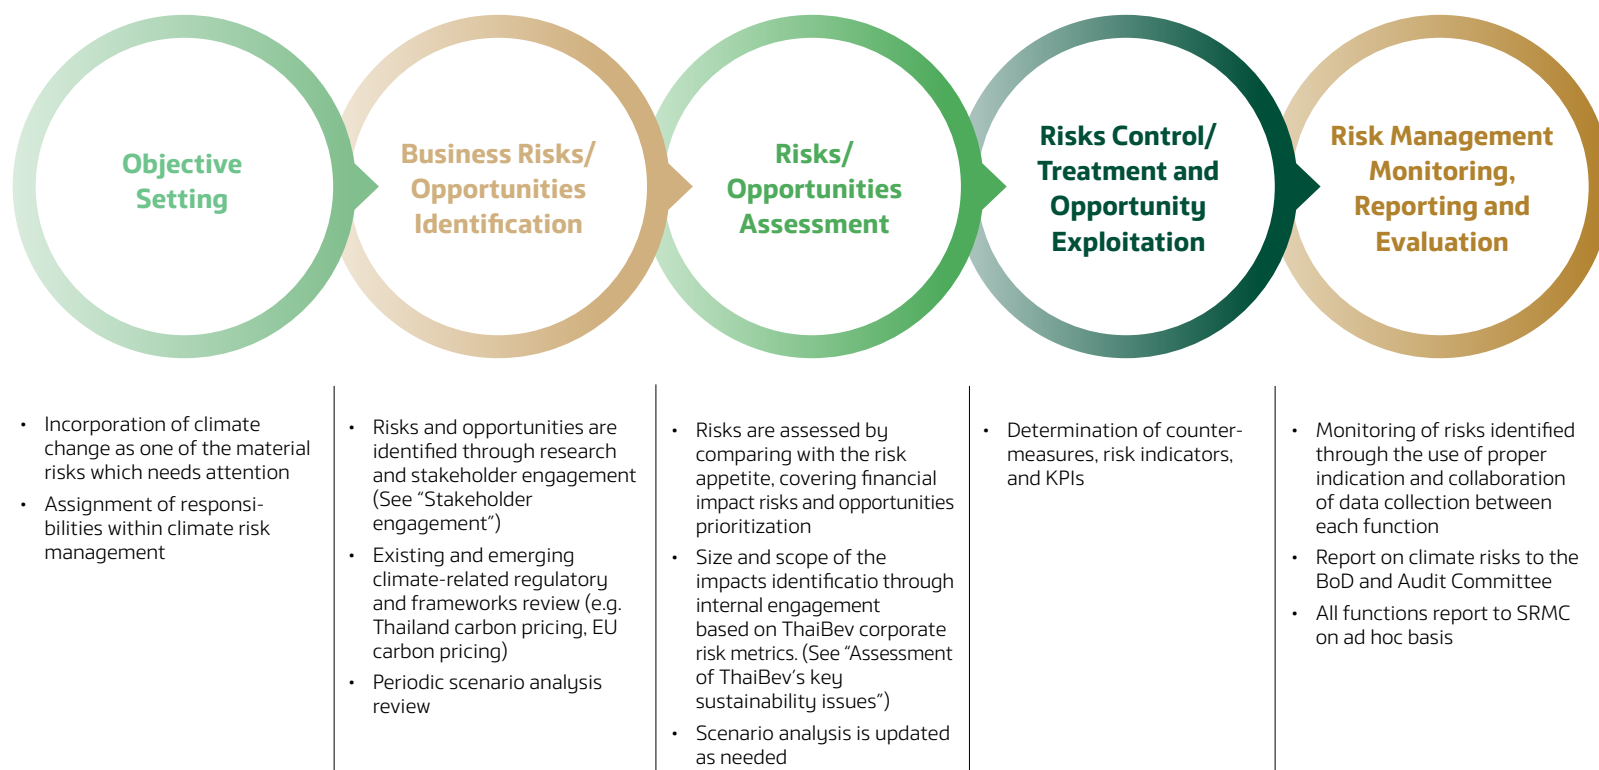 Objective
Setting
Business Risks/
Opportunities
Identification
Risks/
Opportunities
Assessment
Risks Control/
Treatment and
Opportunity
Exploitation
Risk Management
Monitoring,
Reporting and
Evaluation
• Incorporation of climate
change as one of the material
risks which needs attention
• Assignment of responsi-
bilities within climate risk
management
• Risks and opportunities are
identified through research
and stakeholder engagement
(See “Stakeholder
engagement”)
• Existing and emerging
climate-related regulatory
and frameworks review (e.g.
Thailand carbon pricing, EU
carbon pricing)
• Periodic scenario analysis
review
• Risks are assessed by
comparing with the risk
appetite, covering financial
impact risks and opportunities
prioritization
• Size and scope of the
impacts identificatio through
internal engagement
based on ThaiBev corporate
risk metrics. (See “Assessment
of ThaiBev’s key
sustainability issues”)
• Scenario analysis is updated
as needed
• Determination of counter-
measures, risk indicators,
and KPIs
• Monitoring of risks identified
through the use of proper
indication and collaboration
of data collection between
each function
• Report on climate risks to the
BoD and Audit Committee
• All functions report to SRMC
on ad hoc basis